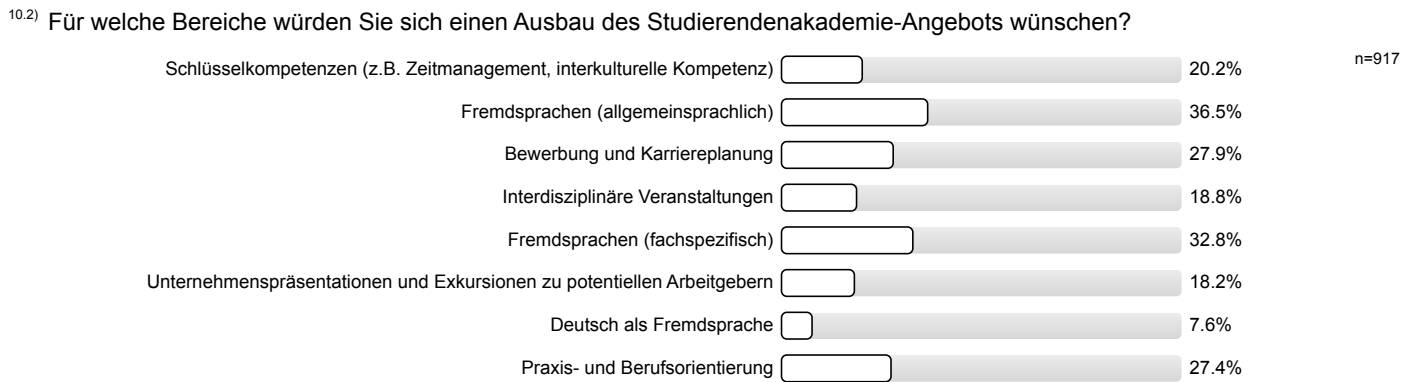 10.2) Für welche Bereiche würden Sie sich einen Ausbau des Studierendenakademie-Angebots wünschen?
n=917
Schlüsselkompetenzen (z.B. Zeitmanagement, interkulturelle Kompetenz) 20.2%
Fremdsprachen (allgemeinsprachlich) 36.5%
Bewerbung und Karriereplanung 27.9%
Interdisziplinäre Veranstaltungen 18.8%
Fremdsprachen (fachspezifisch) 32.8%
Unternehmenspräsentationen und Exkursionen zu potentiellen Arbeitgebern 18.2%
Deutsch als Fremdsprache 7.6%
Praxis- und Berufsorientierung 27.4%